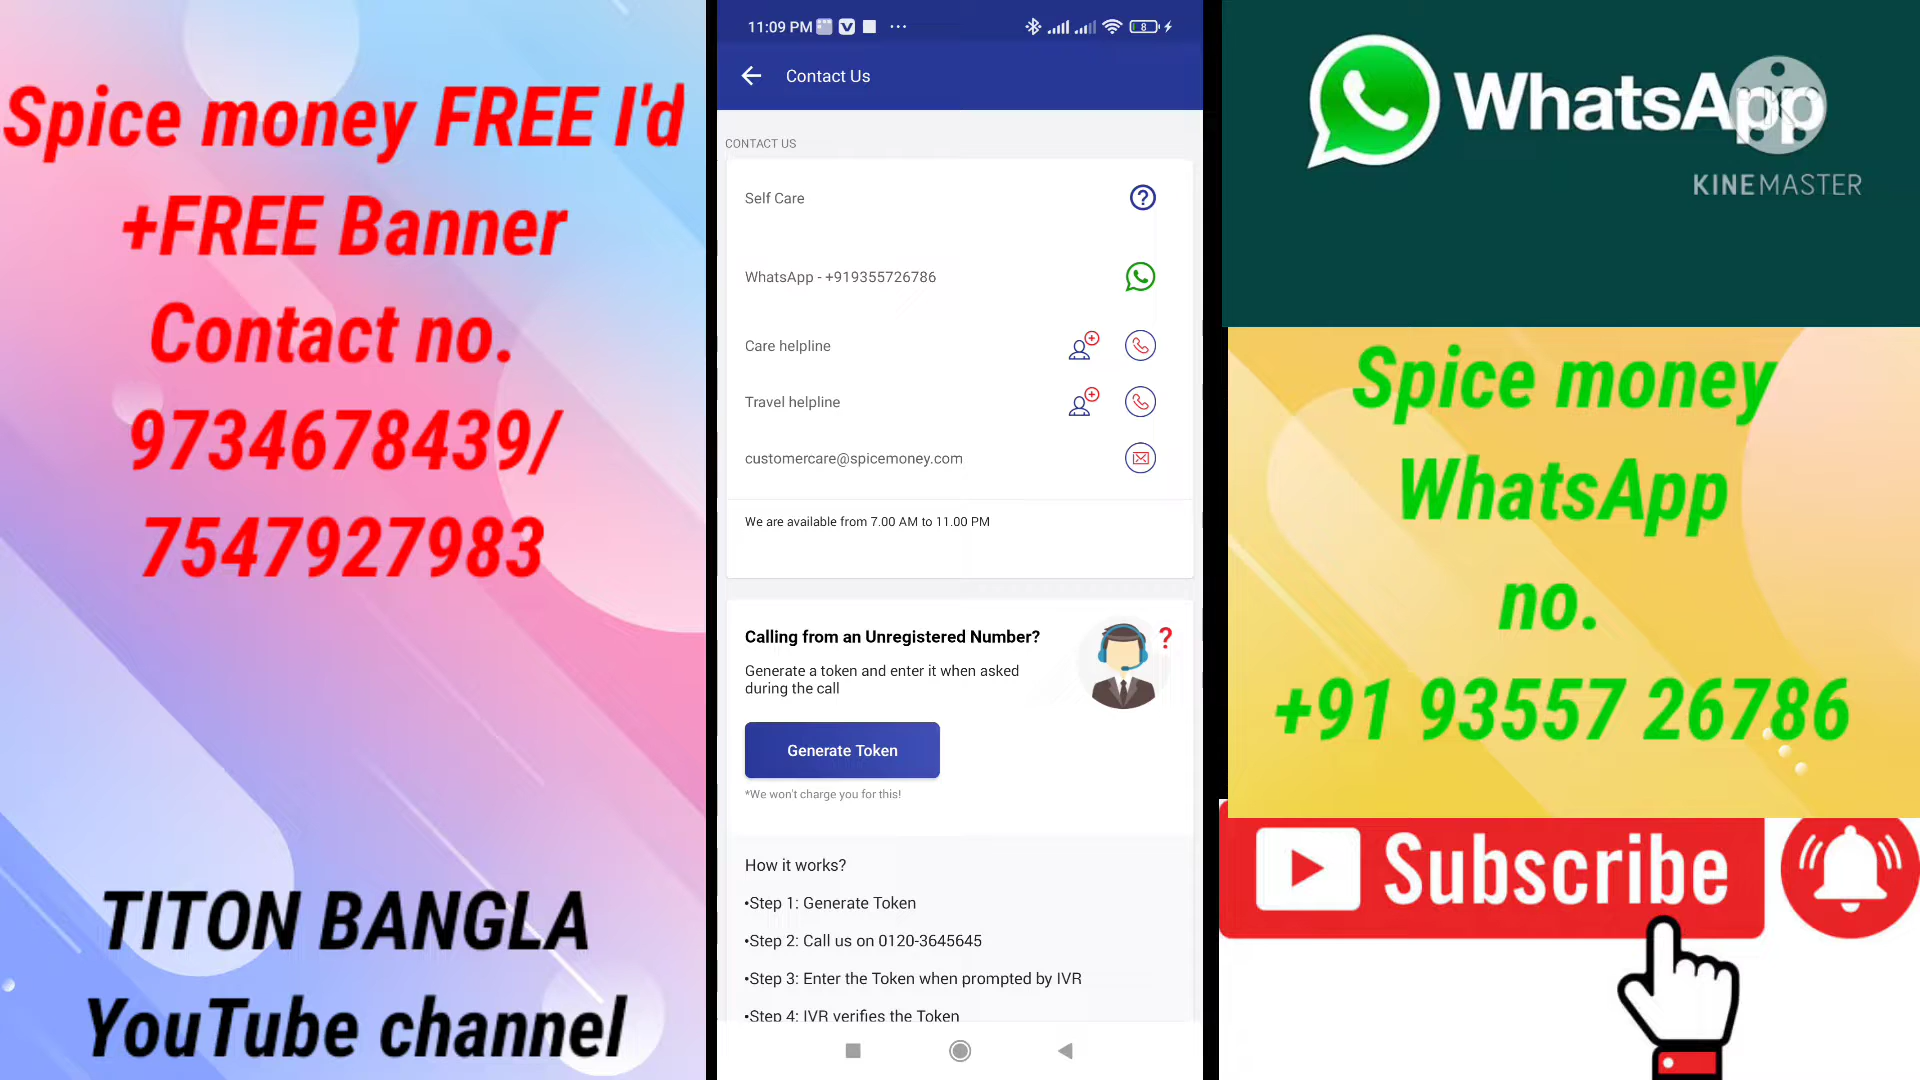 Spice money FREE I'd
+FREE Banner
Contact no.
9734678439/
7547927983
TITON BANGLA
YouTube channel
11:09 PM
8
Contact Us
CONTACT US
Self Care
WhatsApp - +919355726786
Care helpline
Travel helpline
customercare@spicemoney.com
We are available from 7.00 AM to 11.00 PM
Calling from an Unregistered Number?
Generate a token and enter it when asked
during the call
Generate Token
*We won't charge you for this!
How it works?
•Step 1: Generate Token
•Step 2: Call us on 0120-3645645
•Step 3: Enter the Token when prompted by IVR
•Step 4: IVR verifies the Token
WhatsApp
KINEMASTER
Spice money
WhatsApp
no.
+91 93557 26786
Subscribe